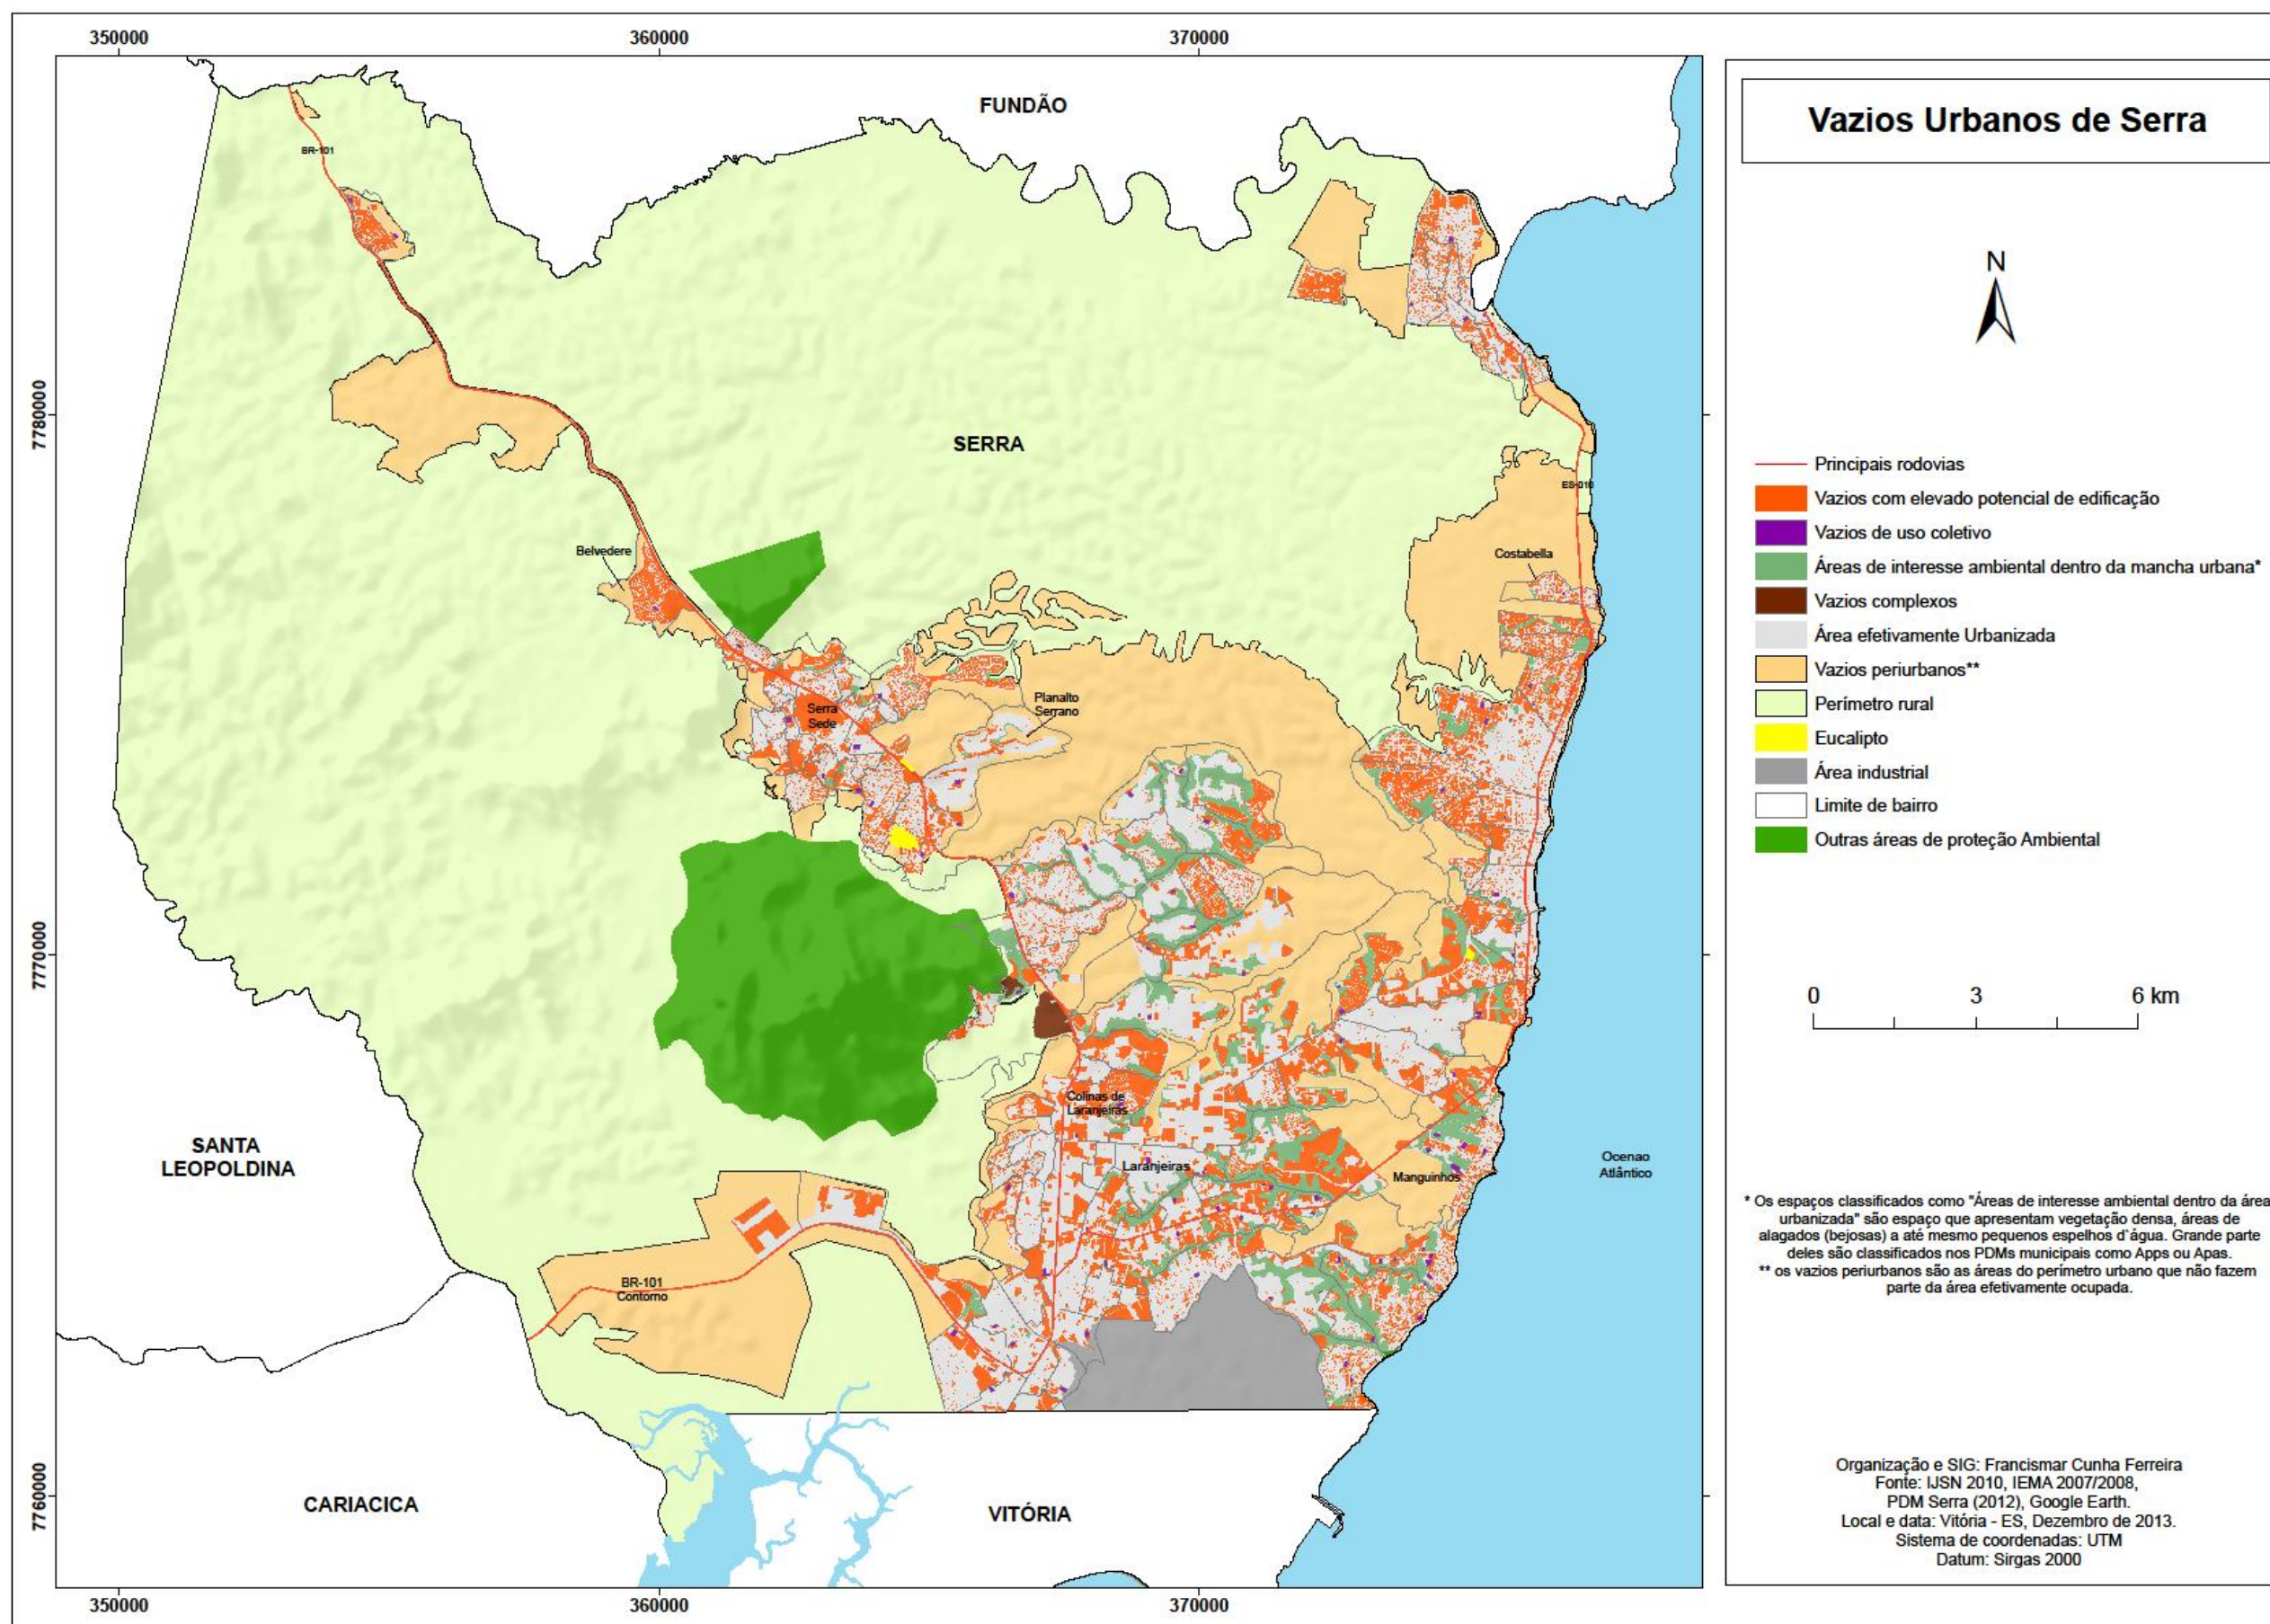 350000
360000
370000
FUNDÃO
BR-101
7780000
SERRA
ES-010
Belvedere
Costabella
Planalto
Serrano
Serra
Sede
7770000
Colinas de
Laranjeiras
SANTA
LEOPOLDINA
Laranjeiras
Manguinhos
Ocenao
Atlântico
BR-101
Contorno
7760000
CARIACICA
VITÓRIA
350000
360000
370000
Vazios Urbanos de Serra
N
Principais rodovias
Vazios com elevado potencial de edificação
Vazios de uso coletivo
Áreas de interesse ambiental dentro da mancha urbana*
Vazios complexos
Área efetivamente Urbanizada
Vazios periurbanos**
Perímetro rural
Eucalipto
Área industrial
Limite de bairro
Outras áreas de proteção Ambiental
0 3 6 km
* Os espaços classificados como "Áreas de interesse ambiental dentro da área
urbanizada" são espaço que apresentam vegetação densa, áreas de
alagados (bejosas) a até mesmo pequenos espelhos d`água. Grande parte
deles são classificados nos PDMs municipais como Apps ou Apas.
** os vazios periurbanos são as áreas do perímetro urbano que não fazem
parte da área efetivamente ocupada.
Organização e SIG: Francismar Cunha Ferreira
Fonte: IJSN 2010, IEMA 2007/2008,
PDM Serra (2012), Google Earth.
Local e data: Vitória - ES, Dezembro de 2013.
Sistema de coordenadas: UTM
Datum: Sirgas 2000